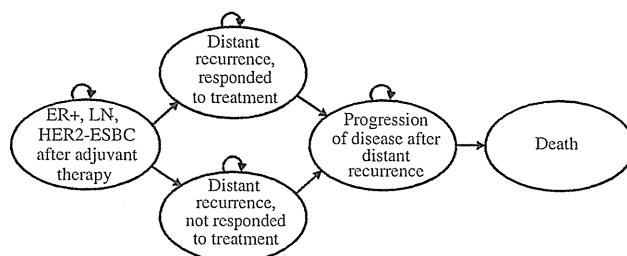 ER+, LN,
HER2-ESBC
after adjuvant
therapy
Distant
recurrence,
responded
to treatment
Distant
recurrence,
not responded
to treatment
Progression
of disease after
distant
recurrence
Death